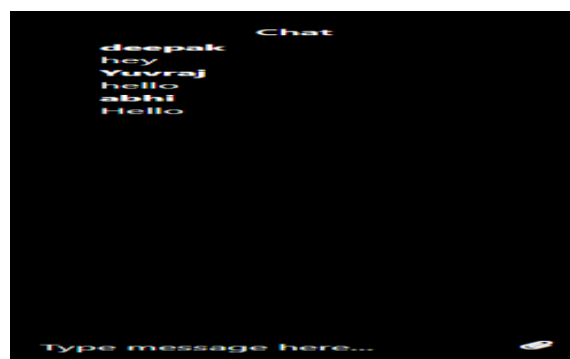 Chat
deepak
hey
Yuvraj
hello
abhi
Hello
Type message here...